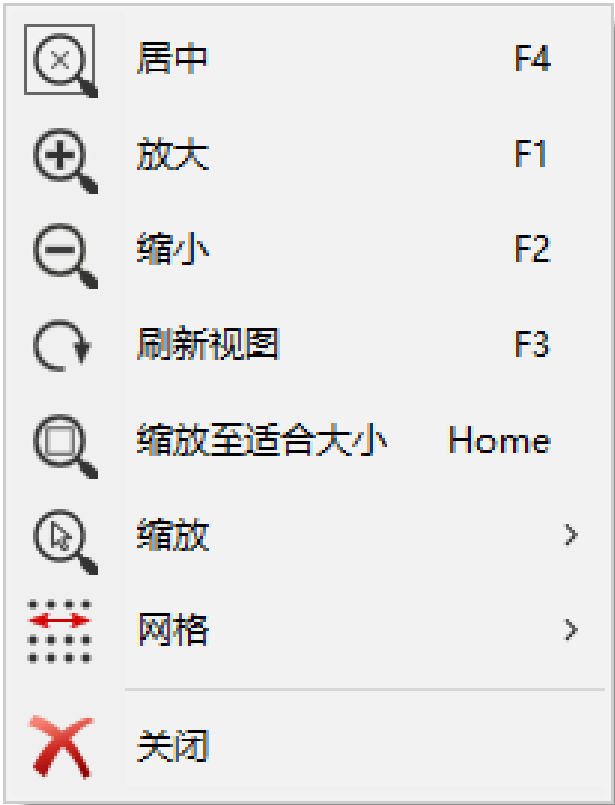 居中 F4
放大 F1
缩小 F2
刷新视图 F3
缩放至适合大小 Home
缩放
网格
关闭